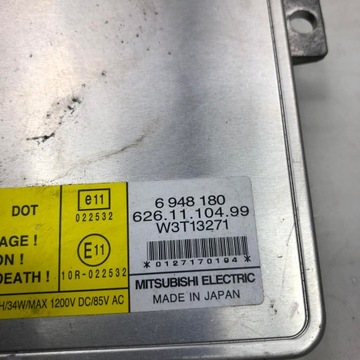 DOT
e11
022532
AGE !
ON !
DEATH !
E11
10R-022532
H/34W/MAX 1200V DC/85V AC
6 948 180
626.11.104.99
W3T13271
*0127170194*
MITSUBISHI ELECTRIC
MADE IN JAPAN